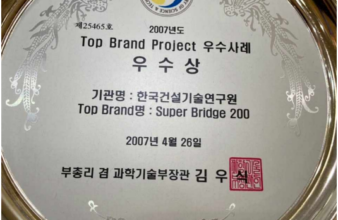 제25465호
2007년도
Top Brand Project 우수사례
우수상
기관명 : 한국건설기술연구원
Top Brand명 : Super Bridge 200
2007년 4월 26일
부총리 겸 과학기술부장관 김우식